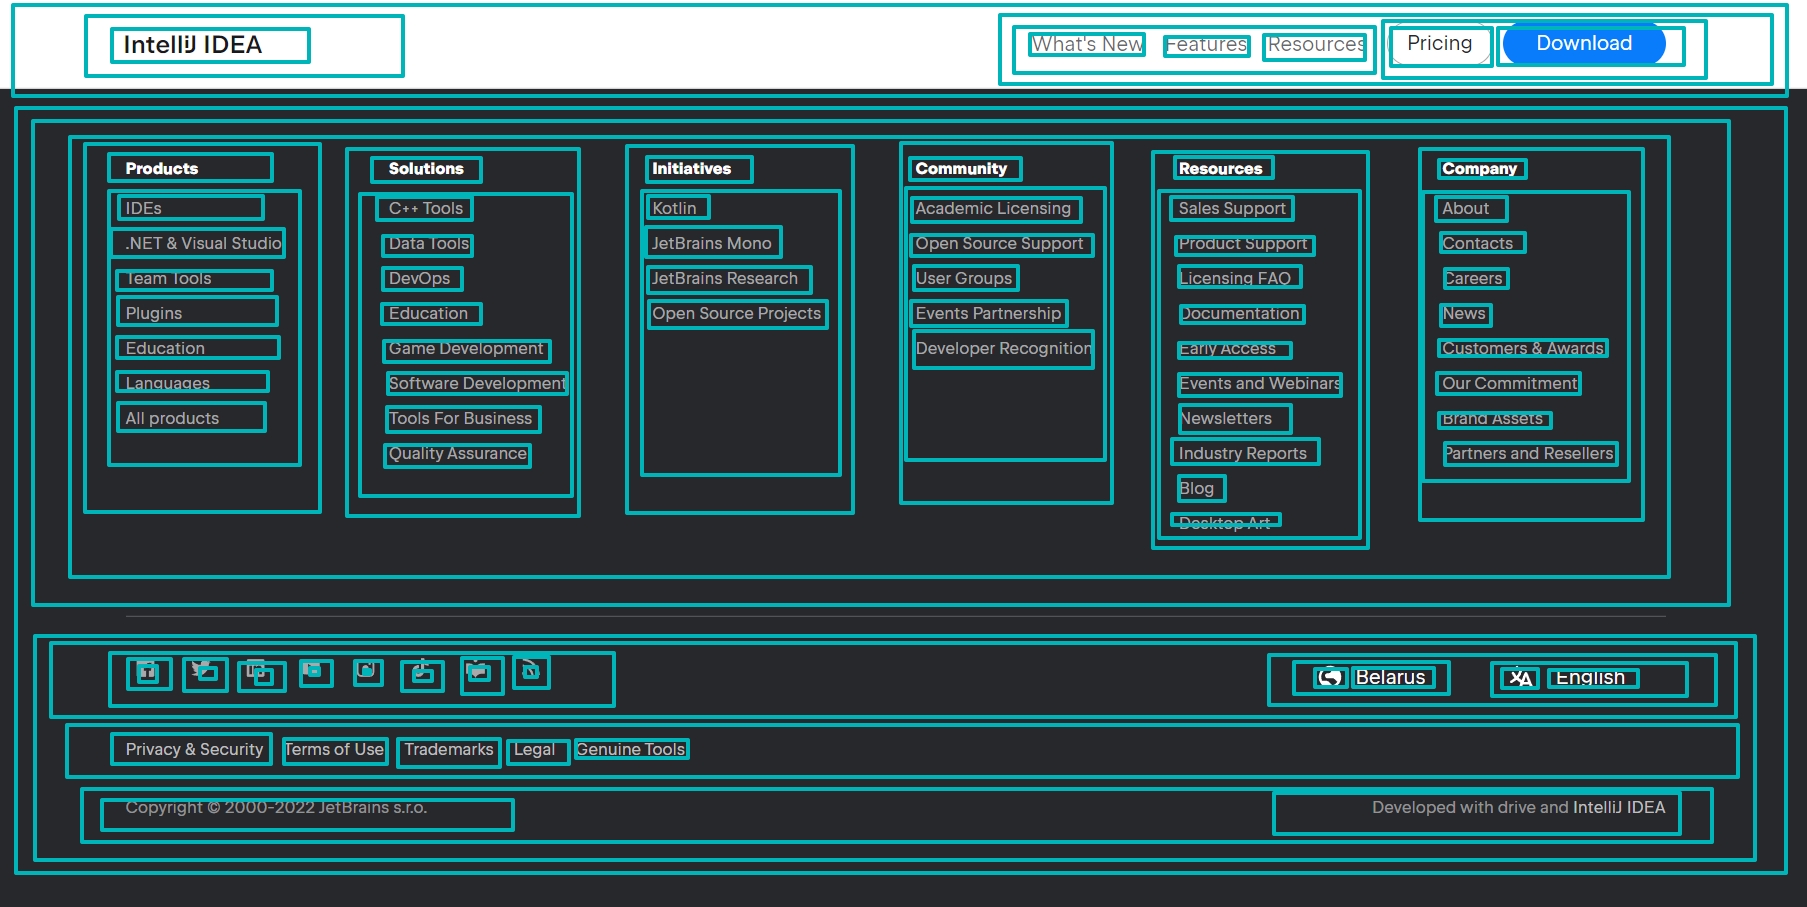 IntelliJ IDEA
What's New Features Resources Pricing Download
Products
IDEs
.NET & Visual Studio
Team Tools
Plugins
Education
Languages
All products
Solutions
C++ Tools
Data Tools
DevOps
Education
Game Development
Software Development
Tools For Business
Quality Assurance
Initiatives
Kotlin
JetBrains Mono
JetBrains Research
Open Source Projects
Community
Academic Licensing
Open Source Support
User Groups
Events Partnership
Developer Recognition
Resources
Sales Support
Product Support
Licensing FAQ
Documentation
Early Access
Events and Webinars
Newsletters
Industry Reports
Blog
Desktop Art
Company
About
Contacts
Careers
News
Customers & Awards
Our Commitment
Brand Assets
Partners and Resellers
Belarus English
Privacy & Security Terms of Use Trademarks Legal Genuine Tools
Copyright © 2000-2022 JetBrains s.r.o.
Developed with drive and IntelliJ IDEA